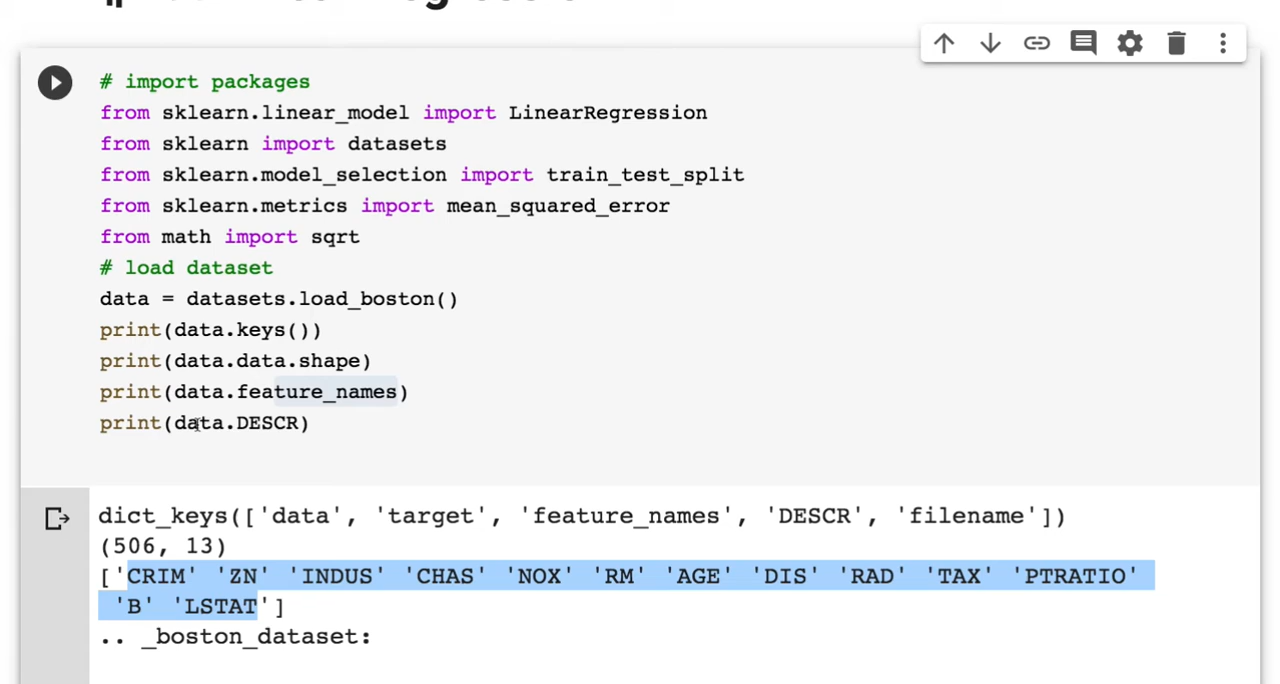 # import packages
from sklearn.linear_model import LinearRegression
from sklearn import datasets
from sklearn.model_selection import train_test_split
from sklearn.metrics import mean_squared_error
from math import sqrt
# load dataset
data = datasets.load_boston()
print(data.keys())
print(data.data.shape)
print(data.feature_names)
print(data.DESCR)
dict_keys(['data', 'target', 'feature_names', 'DESCR', 'filename'])
(506, 13)
['CRIM' 'ZN' 'INDUS' 'CHAS' 'NOX' 'RM' 'AGE' 'DIS' 'RAD' 'TAX' 'PTRATIO'
 'B' 'LSTAT']
.. _boston_dataset: